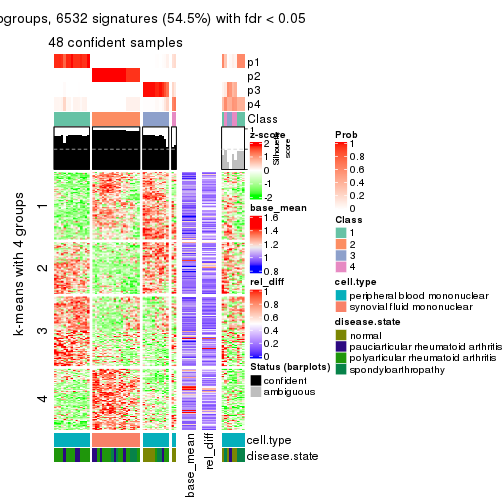 ogroups, 6532 signatures (54.5%) with fdr < 0.05
48 confident samples
p1
p2
p3
p4
Class
1
Silhouette
score
k-means with 4 groups
1
2
3
4
z-score
2
1
0
-1
-2
base_mean
1.6
1.4
1.2
1
0.8
rel_diff
1
0.8
0.6
0.4
0.2
0
Status (barplots)
confident
ambiguous
Prob
1
0.8
0.6
0.4
0.2
0
Class
1
2
3
4
cell.type
peripheral blood mononuclear
synovial fluid mononuclear
disease.state
normal
pauciarticular rheumatoid arthritis
polyarticular rheumatoid arthritis
spondyloarthropathy
cell.type
disease.state
base_mean
rel_diff